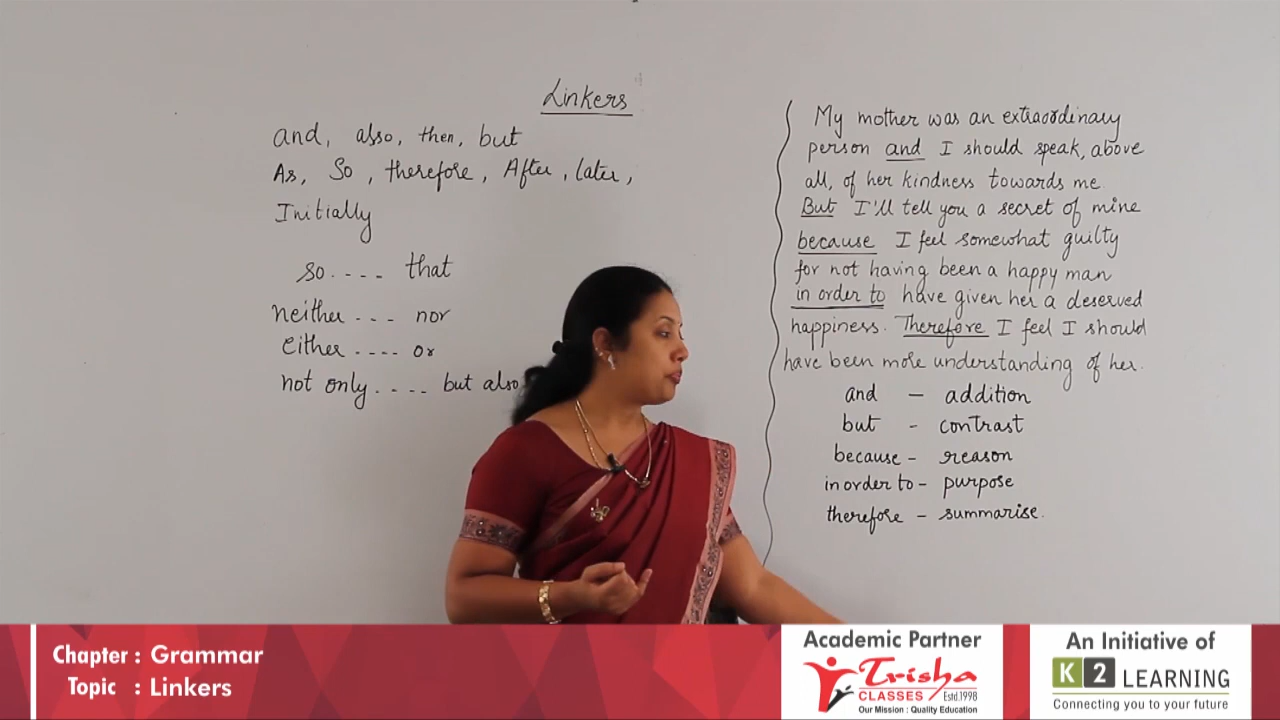 Linkers
and, also, then, but
As, So, therefore, After, later,
Initially
so.... that
neither ... nor
either .... or
not only .... but also
My mother was an extraordinary
person and I should speak, above
all, of her kindness towards me.
But I'll tell you a secret of mine
because I feel somewhat guilty
for not having been a happy man
in order to have given her a deserved
happiness. Therefore I feel I should
have been more understanding of her.
and - addition
but - contrast
because - reason
in order to - purpose
therefore - summarise.
Chapter : Grammar
Topic : Linkers
Academic Partner
Trisha
CLASSES Estd.1998
Our Mission : Quality Education
An Initiative of
K2 LEARNING
Connecting you to your future